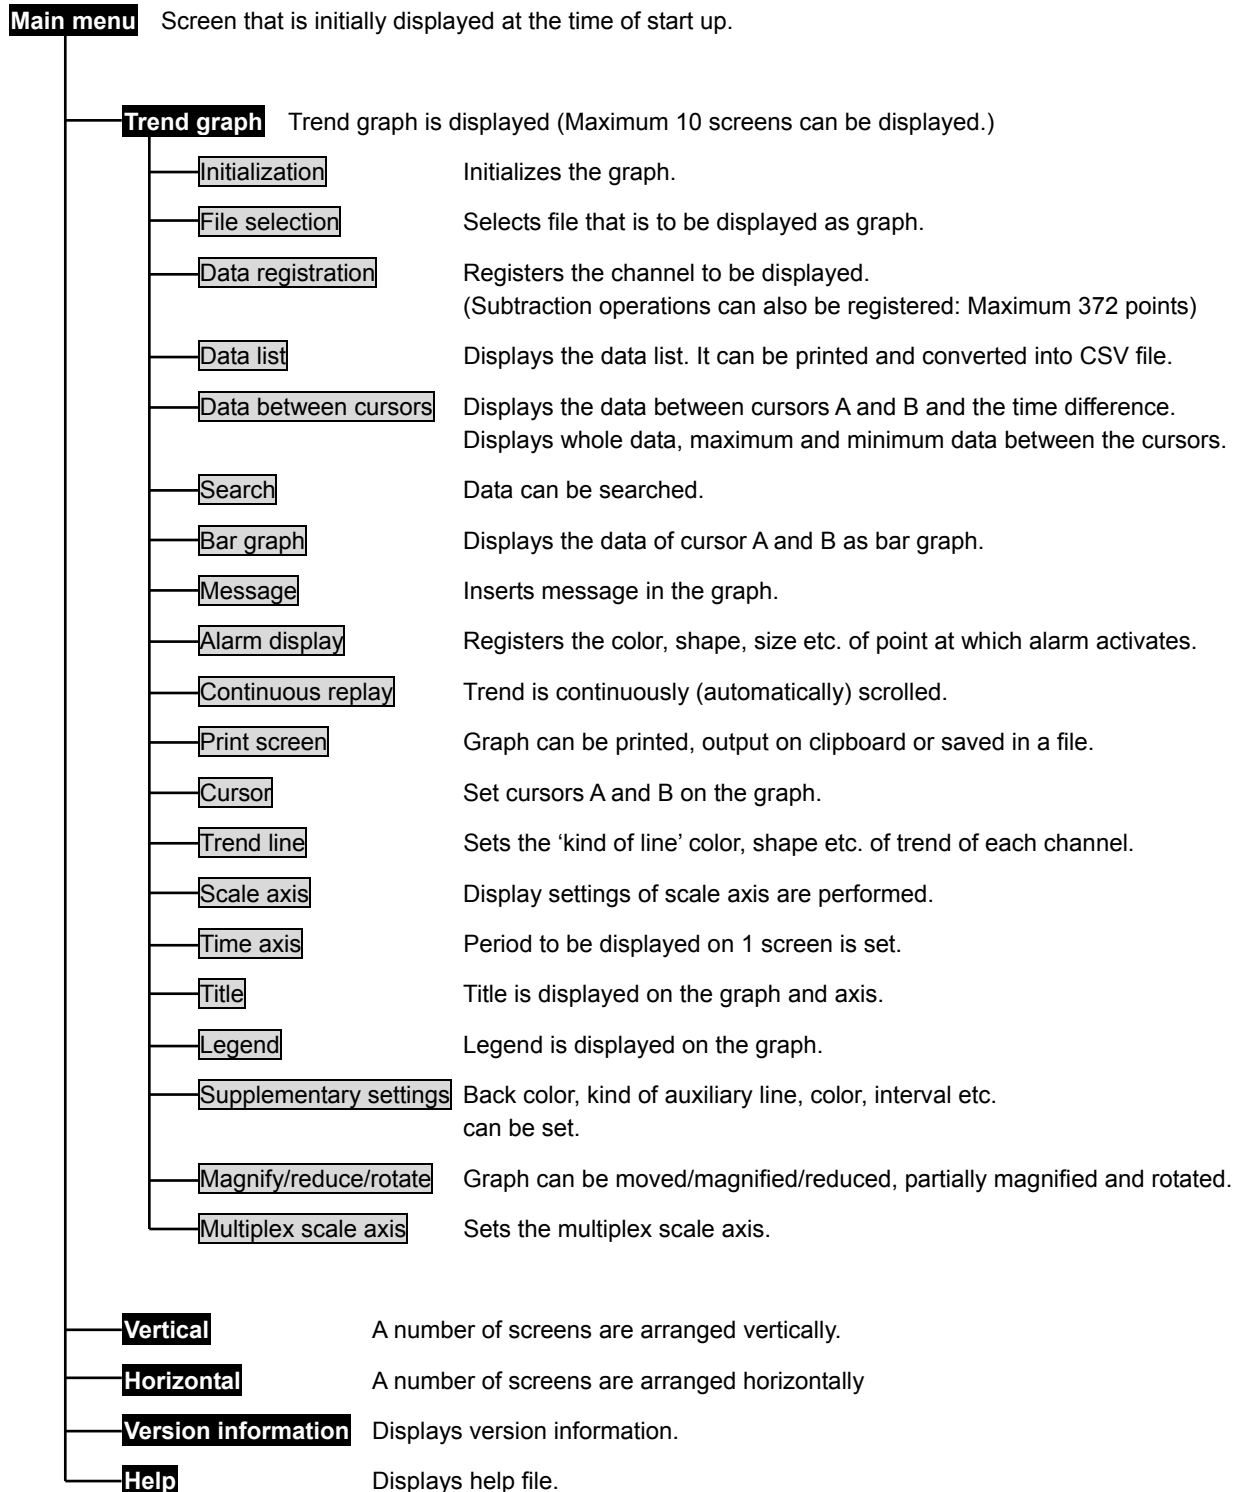 Main menu Screen that is initially displayed at the time of start up.
Trend graph Trend graph is displayed (Maximum 10 screens can be displayed.)
Initialization Initializes the graph.
File selection Selects file that is to be displayed as graph.
Data registration Registers the channel to be displayed.
(Subtraction operations can also be registered: Maximum 372 points)
Data list Displays the data list. It can be printed and converted into CSV file.
Data between cursors Displays the data between cursors A and B and the time difference.
Displays whole data, maximum and minimum data between the cursors.
Search Data can be searched.
Bar graph Displays the data of cursor A and B as bar graph.
Message Inserts message in the graph.
Alarm display Registers the color, shape, size etc. of point at which alarm activates.
Continuous replay Trend is continuously (automatically) scrolled.
Print screen Graph can be printed, output on clipboard or saved in a file.
Cursor Set cursors A and B on the graph.
Trend line Sets the ‘kind of line’ color, shape etc. of trend of each channel.
Scale axis Display settings of scale axis are performed.
Time axis Period to be displayed on 1 screen is set.
Title Title is displayed on the graph and axis.
Legend Legend is displayed on the graph.
Supplementary settings Back color, kind of auxiliary line, color, interval etc.
can be set.
Magnify/reduce/rotate Graph can be moved/magnified/reduced, partially magnified and rotated.
Multiplex scale axis Sets the multiplex scale axis.
Vertical A number of screens are arranged vertically.
Horizontal A number of screens are arranged horizontally
Version information Displays version information.
Help Displays help file.